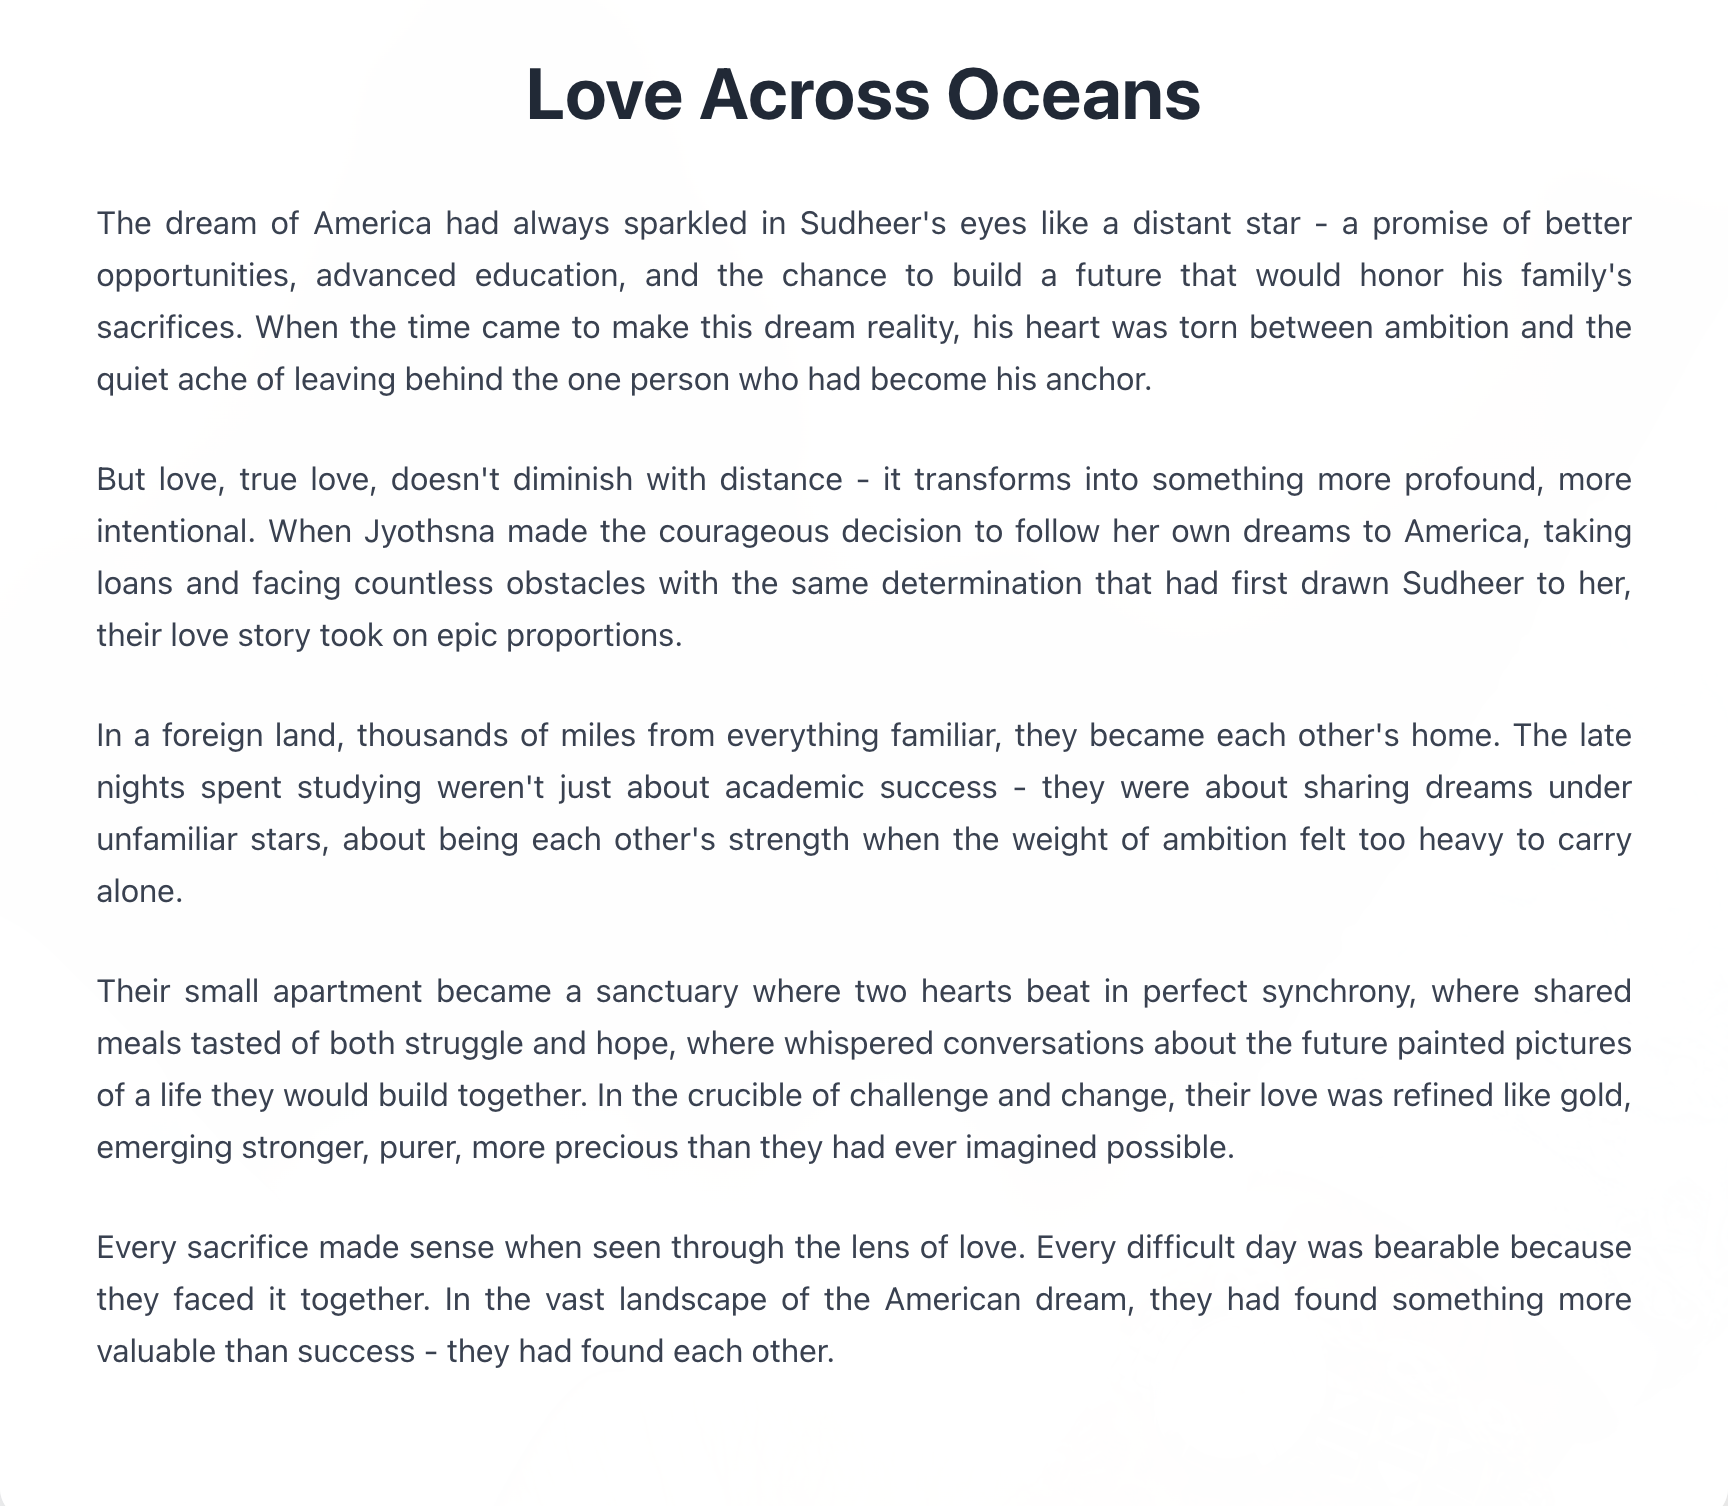 Love Across Oceans
The dream of America had always sparkled in Sudheer's eyes like a distant star - a promise of better
opportunities, advanced education, and the chance to build a future that would honor his family's
sacrifices. When the time came to make this dream reality, his heart was torn between ambition and the
quiet ache of leaving behind the one person who had become his anchor.
But love, true love, doesn't diminish with distance - it transforms into something more profound, more
intentional. When Jyothsna made the courageous decision to follow her own dreams to America, taking
loans and facing countless obstacles with the same determination that had first drawn Sudheer to her,
their love story took on epic proportions.
In a foreign land, thousands of miles from everything familiar, they became each other's home. The late
nights spent studying weren't just about academic success - they were about sharing dreams under
unfamiliar stars, about being each other's strength when the weight of ambition felt too heavy to carry
alone.
Their small apartment became a sanctuary where two hearts beat in perfect synchrony, where shared
meals tasted of both struggle and hope, where whispered conversations about the future painted pictures
of a life they would build together. In the crucible of challenge and change, their love was refined like gold,
emerging stronger, purer, more precious than they had ever imagined possible.
Every sacrifice made sense when seen through the lens of love. Every difficult day was bearable because
they faced it together. In the vast landscape of the American dream, they had found something more
valuable than success - they had found each other.